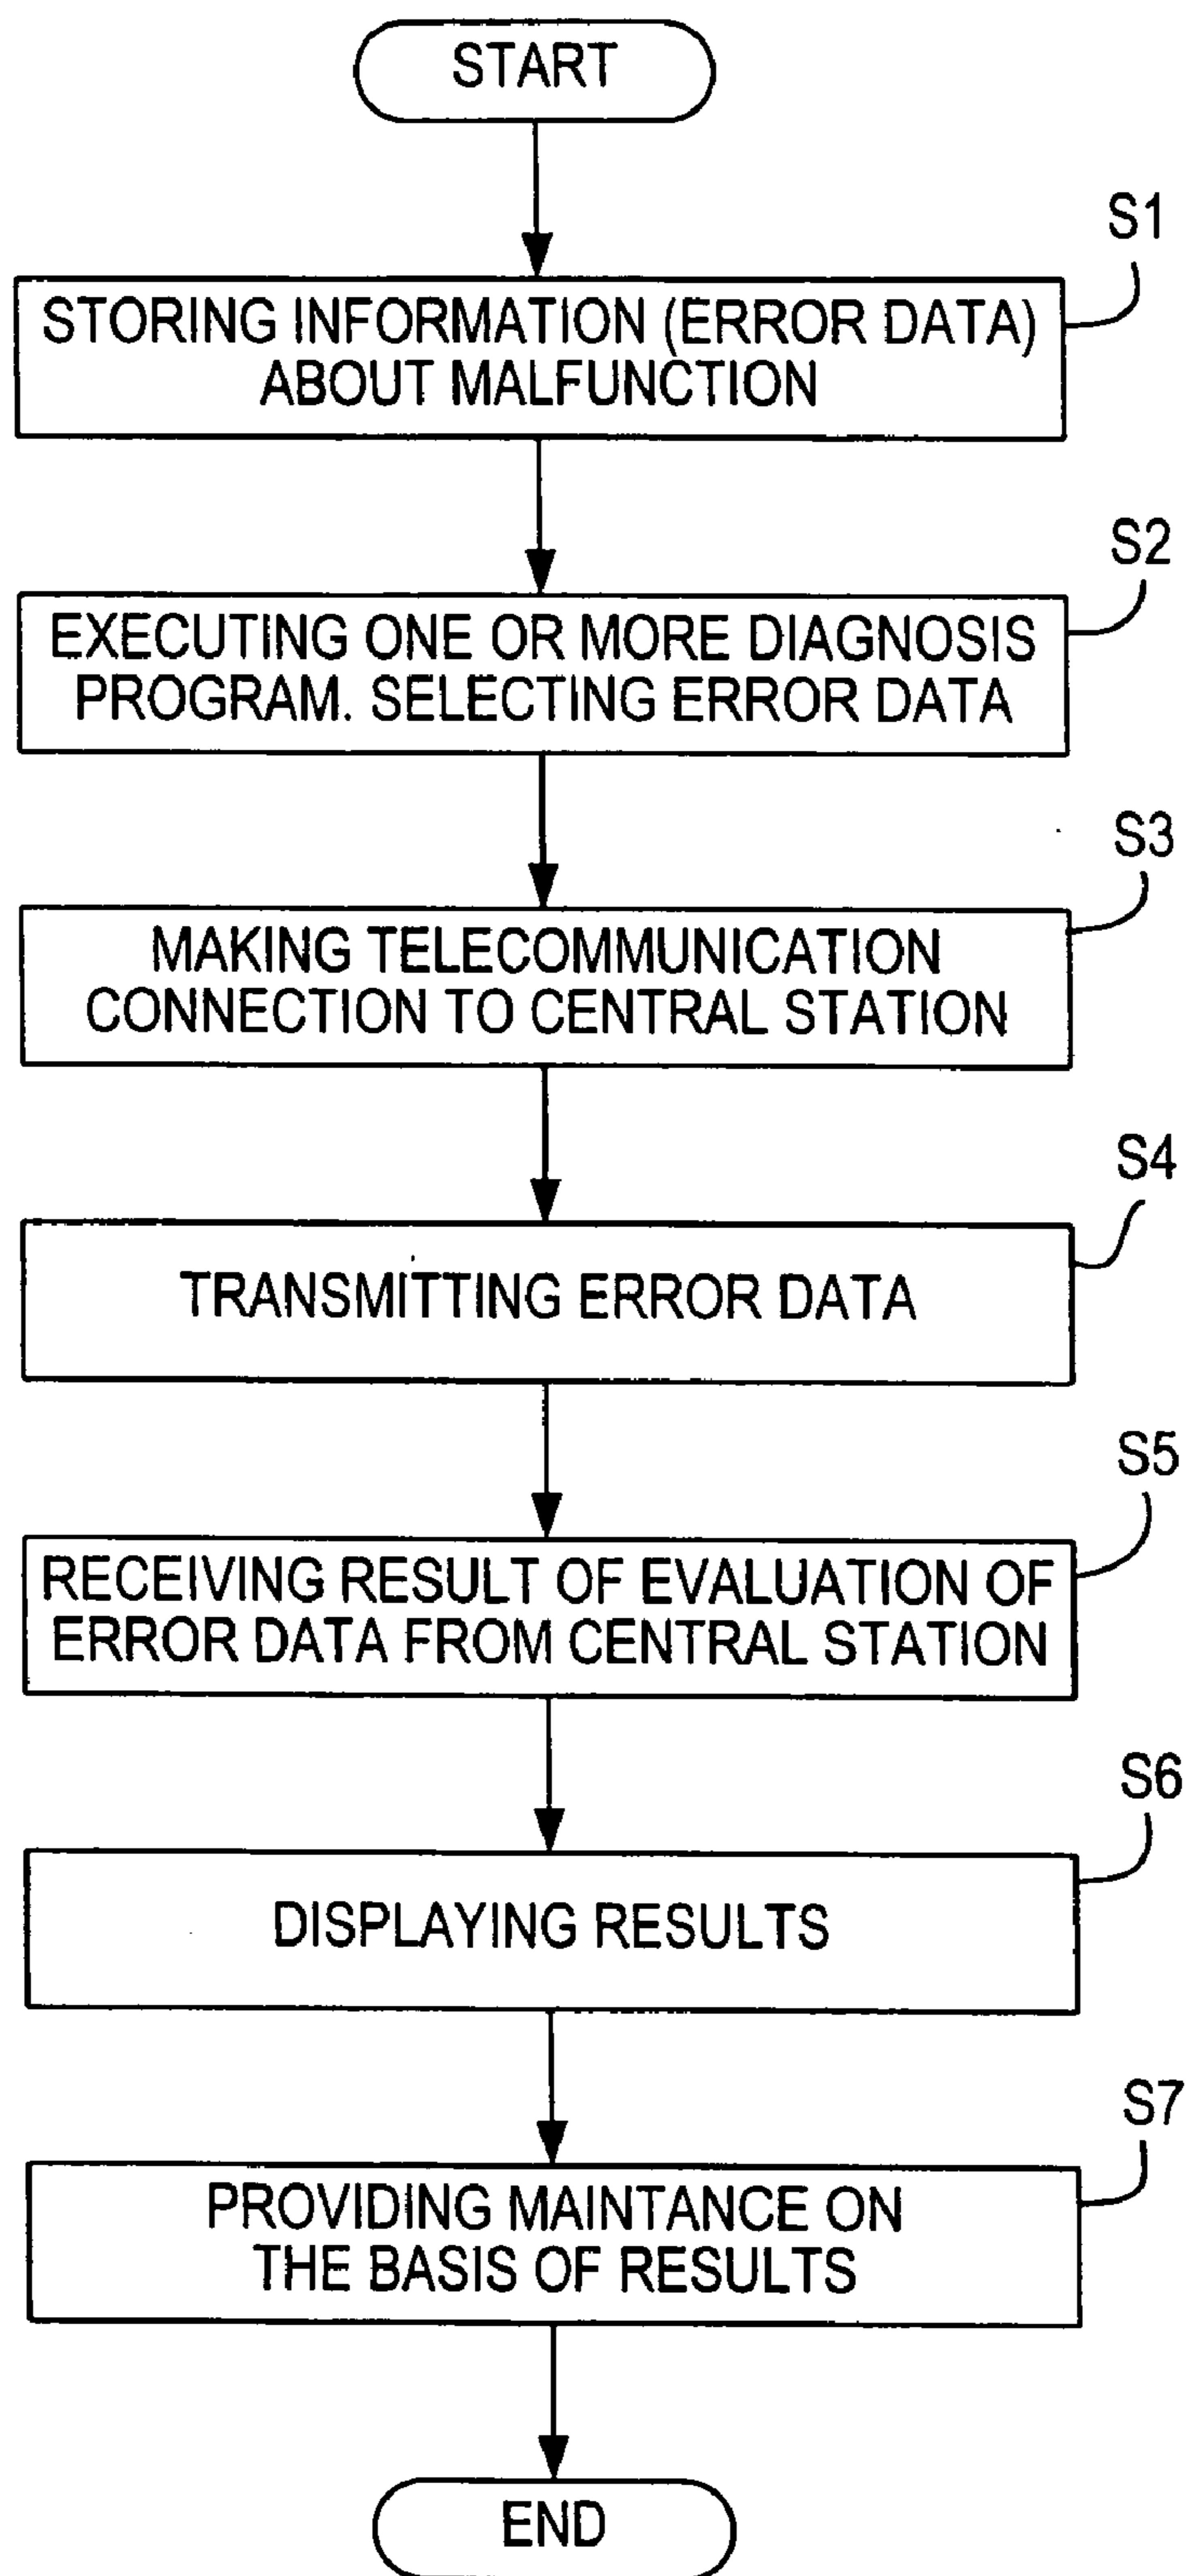 START
S1
STORING INFORMATION (ERROR DATA)
ABOUT MALFUNCTION
S2
EXECUTING ONE OR MORE DIAGNOSIS
PROGRAM. SELECTING ERROR DATA
S3
MAKING TELECOMMUNICATION
CONNECTION TO CENTRAL STATION
S4
TRANSMITTING ERROR DATA
S5
RECEIVING RESULT OF EVALUATION OF
ERROR DATA FROM CENTRAL STATION
S6
DISPLAYING RESULTS
S7
PROVIDING MAINTANCE ON
THE BASIS OF RESULTS
END